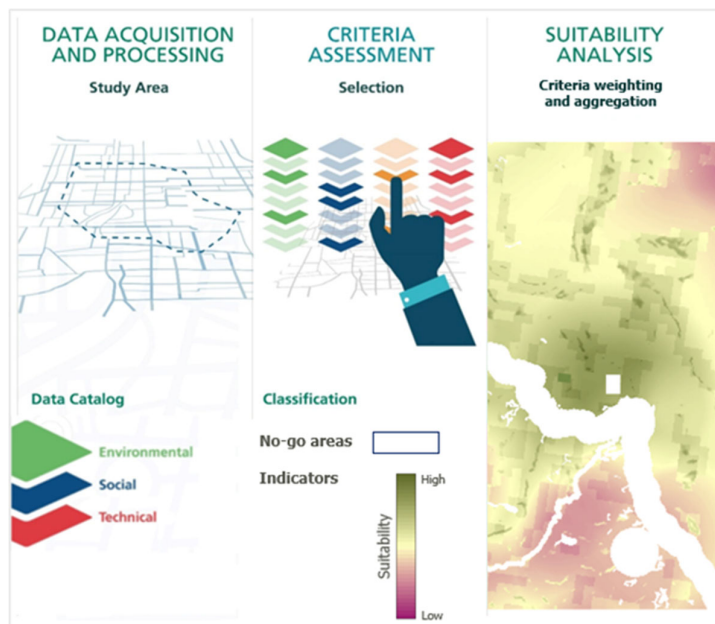 DATA ACQUISITION
AND PROCESSING
Study Area
Data Catalog
Environmental
Social
Technical
CRITERIA
ASSESSMENT
Selection
Classification
No-go areas
Indicators
High
Suitability
Low
SUITABILITY
ANALYSIS
Criteria weighting
and aggregation